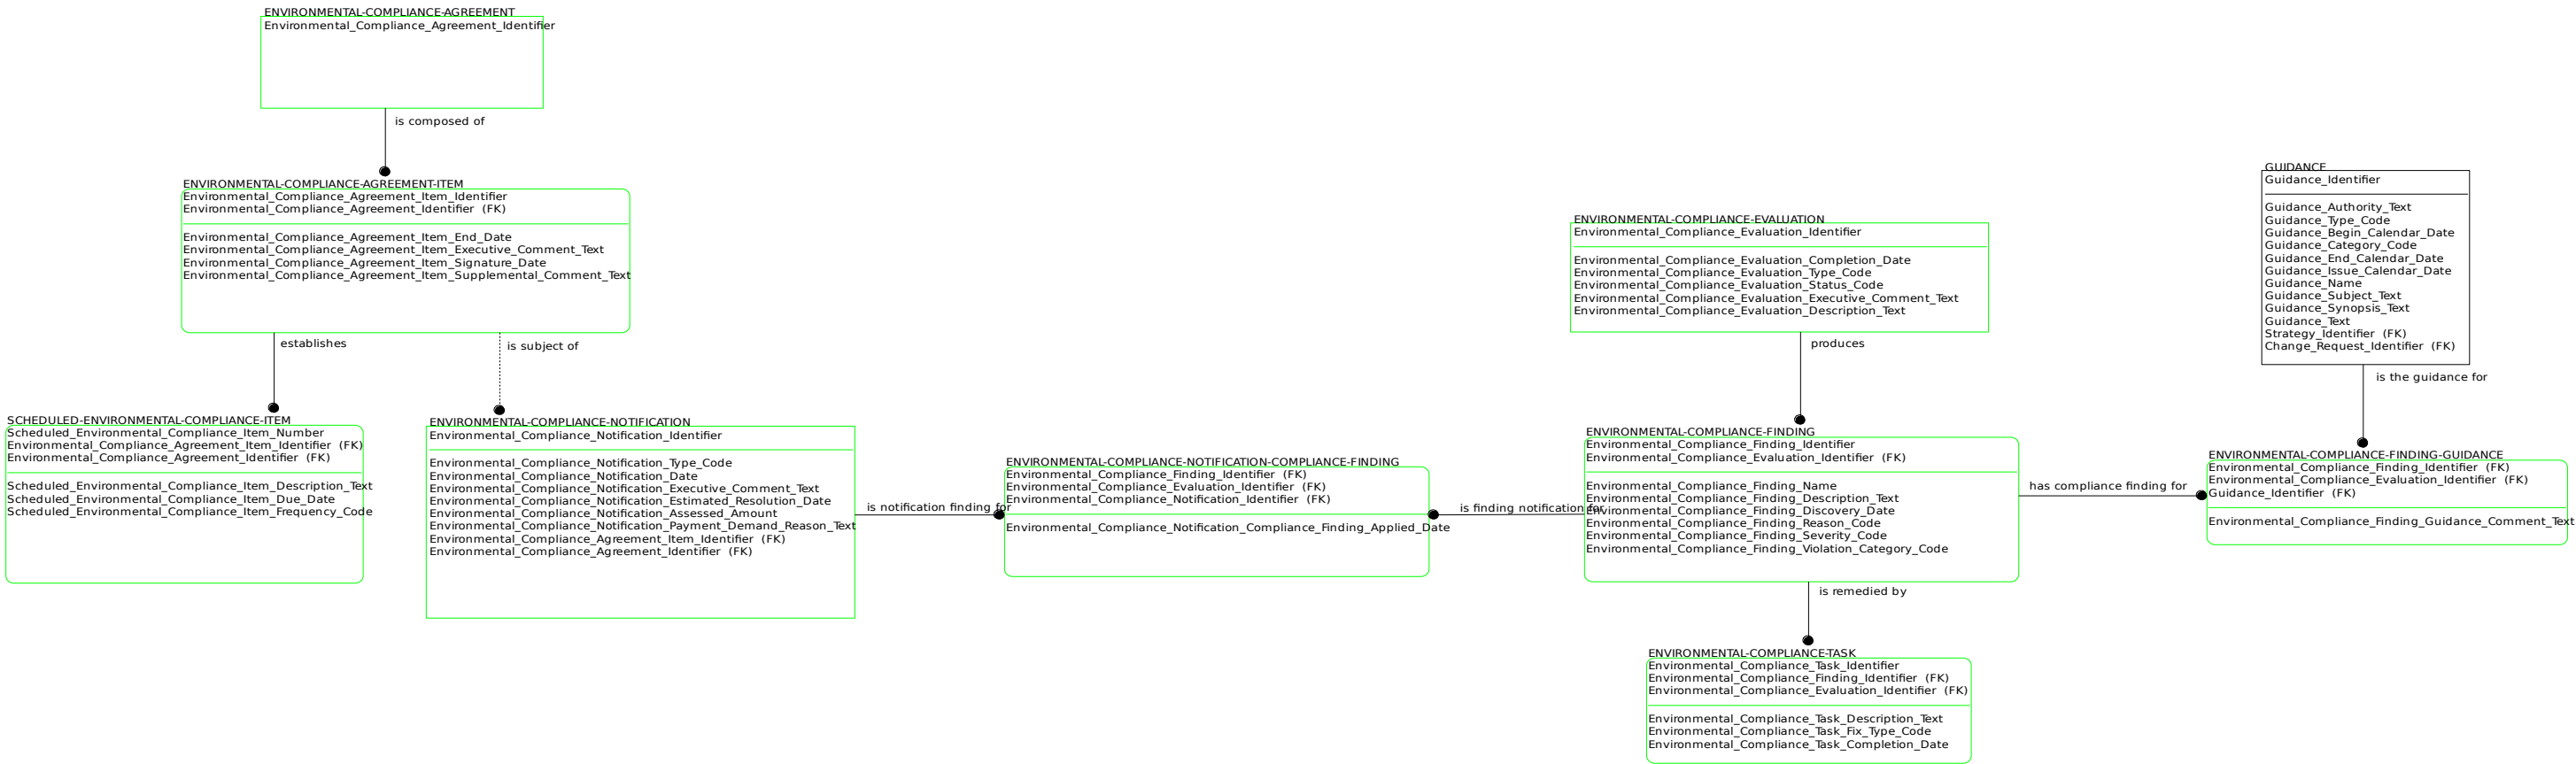 ENVIRONMENTAL-COMPLIANCE-AGREEMENT
Environmental_Compliance_Agreement_Identifier
is composed of
ENVIRONMENTAL-COMPLIANCE-AGREEMENT-ITEM
Environmental_Compliance_Agreement_Item_Identifier
Environmental_Compliance_Agreement_Identifier (FK)
Environmental_Compliance_Agreement_Item_End_Date
Environmental_Compliance_Agreement_Item_Executive_Comment_Text
Environmental_Compliance_Agreement_Item_Signature_Date
Environmental_Compliance_Agreement_Item_Supplemental_Comment_Text
establishes
is subject of
SCHEDULED-ENVIRONMENTAL-COMPLIANCE-ITEM
Scheduled_Environmental_Compliance_Item_Number
Environmental_Compliance_Agreement_Item_Identifier (FK)
Environmental_Compliance_Agreement_Identifier (FK)
Scheduled_Environmental_Compliance_Item_Description_Text
Scheduled_Environmental_Compliance_Item_Due_Date
Scheduled_Environmental_Compliance_Item_Frequency_Code
ENVIRONMENTAL-COMPLIANCE-NOTIFICATION
Environmental_Compliance_Notification_Identifier
Environmental_Compliance_Notification_Type_Code
Environmental_Compliance_Notification_Date
Environmental_Compliance_Notification_Executive_Comment_Text
Environmental_Compliance_Notification_Estimated_Resolution_Date
Environmental_Compliance_Notification_Assessed_Amount
Environmental_Compliance_Notification_Payment_Demand_Reason_Text
Environmental_Compliance_Agreement_Item_Identifier (FK)
Environmental_Compliance_Agreement_Identifier (FK)
is notification finding for
ENVIRONMENTAL-COMPLIANCE-NOTIFICATION-COMPLIANCE-FINDING
Environmental_Compliance_Finding_Identifier (FK)
Environmental_Compliance_Evaluation_Identifier (FK)
Environmental_Compliance_Notification_Identifier (FK)
Environmental_Compliance_Notification_Compliance_Finding_Applied_Date
is finding notification for
ENVIRONMENTAL-COMPLIANCE-EVALUATION
Environmental_Compliance_Evaluation_Identifier
Environmental_Compliance_Evaluation_Completion_Date
Environmental_Compliance_Evaluation_Type_Code
Environmental_Compliance_Evaluation_Status_Code
Environmental_Compliance_Evaluation_Executive_Comment_Text
Environmental_Compliance_Evaluation_Description_Text
produces
ENVIRONMENTAL-COMPLIANCE-FINDING
Environmental_Compliance_Finding_Identifier
Environmental_Compliance_Evaluation_Identifier (FK)
Environmental_Compliance_Finding_Name
Environmental_Compliance_Finding_Description_Text
Environmental_Compliance_Finding_Discovery_Date
Environmental_Compliance_Finding_Reason_Code
Environmental_Compliance_Finding_Severity_Code
Environmental_Compliance_Finding_Violation_Category_Code
is remedied by
ENVIRONMENTAL-COMPLIANCE-TASK
Environmental_Compliance_Task_Identifier
Environmental_Compliance_Finding_Identifier (FK)
Environmental_Compliance_Evaluation_Identifier (FK)
Environmental_Compliance_Task_Description_Text
Environmental_Compliance_Task_Fix_Type_Code
Environmental_Compliance_Task_Completion_Date
has compliance finding for
GUIDANCE
Guidance_Identifier
Guidance_Authority_Text
Guidance_Type_Code
Guidance_Begin_Calendar_Date
Guidance_Category_Code
Guidance_End_Calendar_Date
Guidance_Issue_Calendar_Date
Guidance_Name
Guidance_Subject_Text
Guidance_Synopsis_Text
Guidance_Text
Strategy_Identifier (FK)
Change_Request_Identifier (FK)
is the guidance for
ENVIRONMENTAL-COMPLIANCE-FINDING-GUIDANCE
Environmental_Compliance_Finding_Identifier (FK)
Environmental_Compliance_Evaluation_Identifier (FK)
Guidance_Identifier (FK)
Environmental_Compliance_Finding_Guidance_Comment_Text